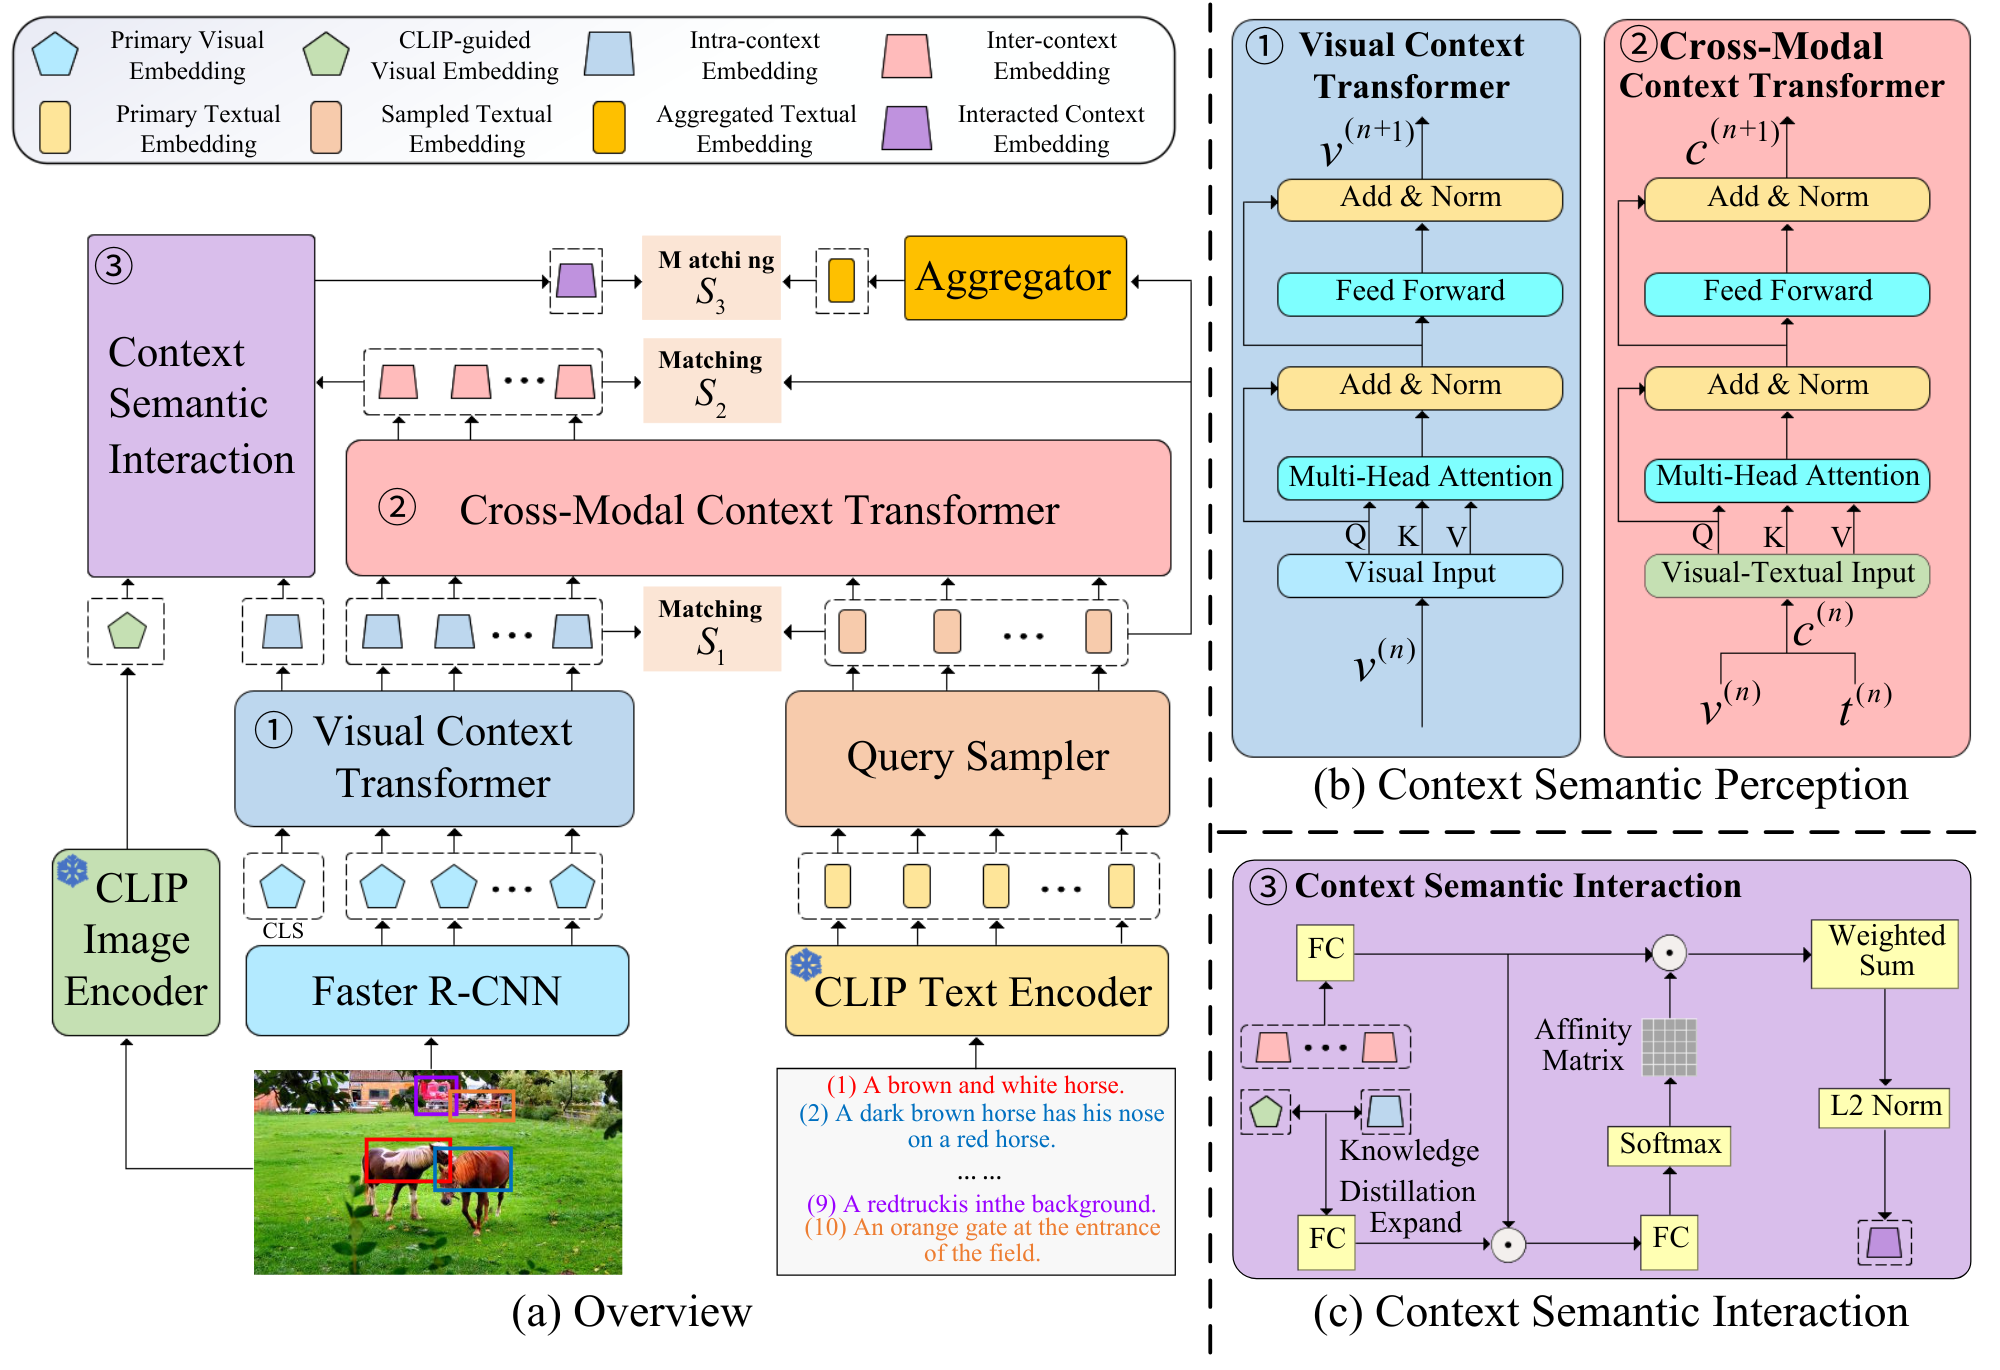 Primary Visual
Embedding
CLIP-guided
Visual Embedding
Intra-context
Embedding
Inter-context
Embedding
Primary Textual
Embedding
Sampled Textual
Embedding
Aggregated Textual
Embedding
Interacted Context
Embedding
③
Context
Semantic
Interaction
M atchi ng
S3
Aggregator
Matching
S2
② Cross-Modal Context Transformer
Matching
S1
① Visual Context
Transformer
Query Sampler
CLIP
Image
Encoder
CLS
Faster R-CNN
CLIP Text Encoder
(1) A brown and white horse.
(2) A dark brown horse has his nose
on a red horse.
... ...
(9) A redtruckis inthe background.
(10) An orange gate at the entrance
of the field.
(a) Overview
① Visual Context
Transformer
v(n+1)
Add & Norm
Feed Forward
Add & Norm
Multi-Head Attention
Q K V
Visual Input
v(n)
②Cross-Modal
Context Transformer
c(n+1)
Add & Norm
Feed Forward
Add & Norm
Multi-Head Attention
Q K V
Visual-Textual Input
c(n)
v(n) t(n)
(b) Context Semantic Perception
③ Context Semantic Interaction
FC
Weighted
Sum
Affinity
Matrix
L2 Norm
Softmax
Knowledge
Distillation
Expand
FC
FC
(c) Context Semantic Interaction